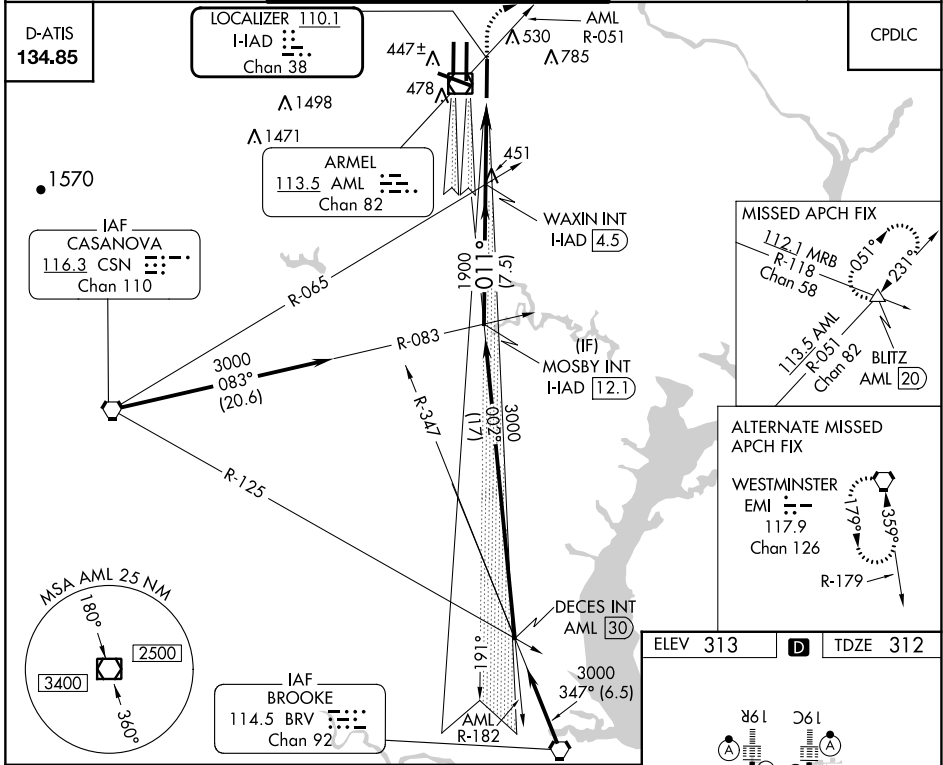 D-ATIS
134.85
LOCALIZER 110.1
I-IAD
Chan 38
AML
R-051
CPDLC
447±
530
785
478
1498
1471
ARMEL
113.5 AML
Chan 82
451
1570
WAXIN INT
I-IAD 4.5
IAF
CASANOVA
116.3 CSN
Chan 110
R-065
1900
011°
(7.5)
3000
083°
(20.6)
R-083
(IF)
MOSBY INT
I-IAD 12.1
R-347
3000
002°
(17)
R-125
MISSED APCH FIX
112.1 MRB
R-118
Chan 58
051°
231°
113.5 AML
R-051
Chan 82
BLITZ
AML 20
ALTERNATE MISSED
APCH FIX
WESTMINSTER
EMI
117.9
Chan 126
179°
359°
R-179
MSA AML 25 NM
180°
2500
3400
360°
DECES INT
AML 30
191°
3000
347° (6.5)
IAF
BROOKE
114.5 BRV
Chan 92
AML
R-182
ELEV 313
D
TDZE 312
19R
19C
A
A